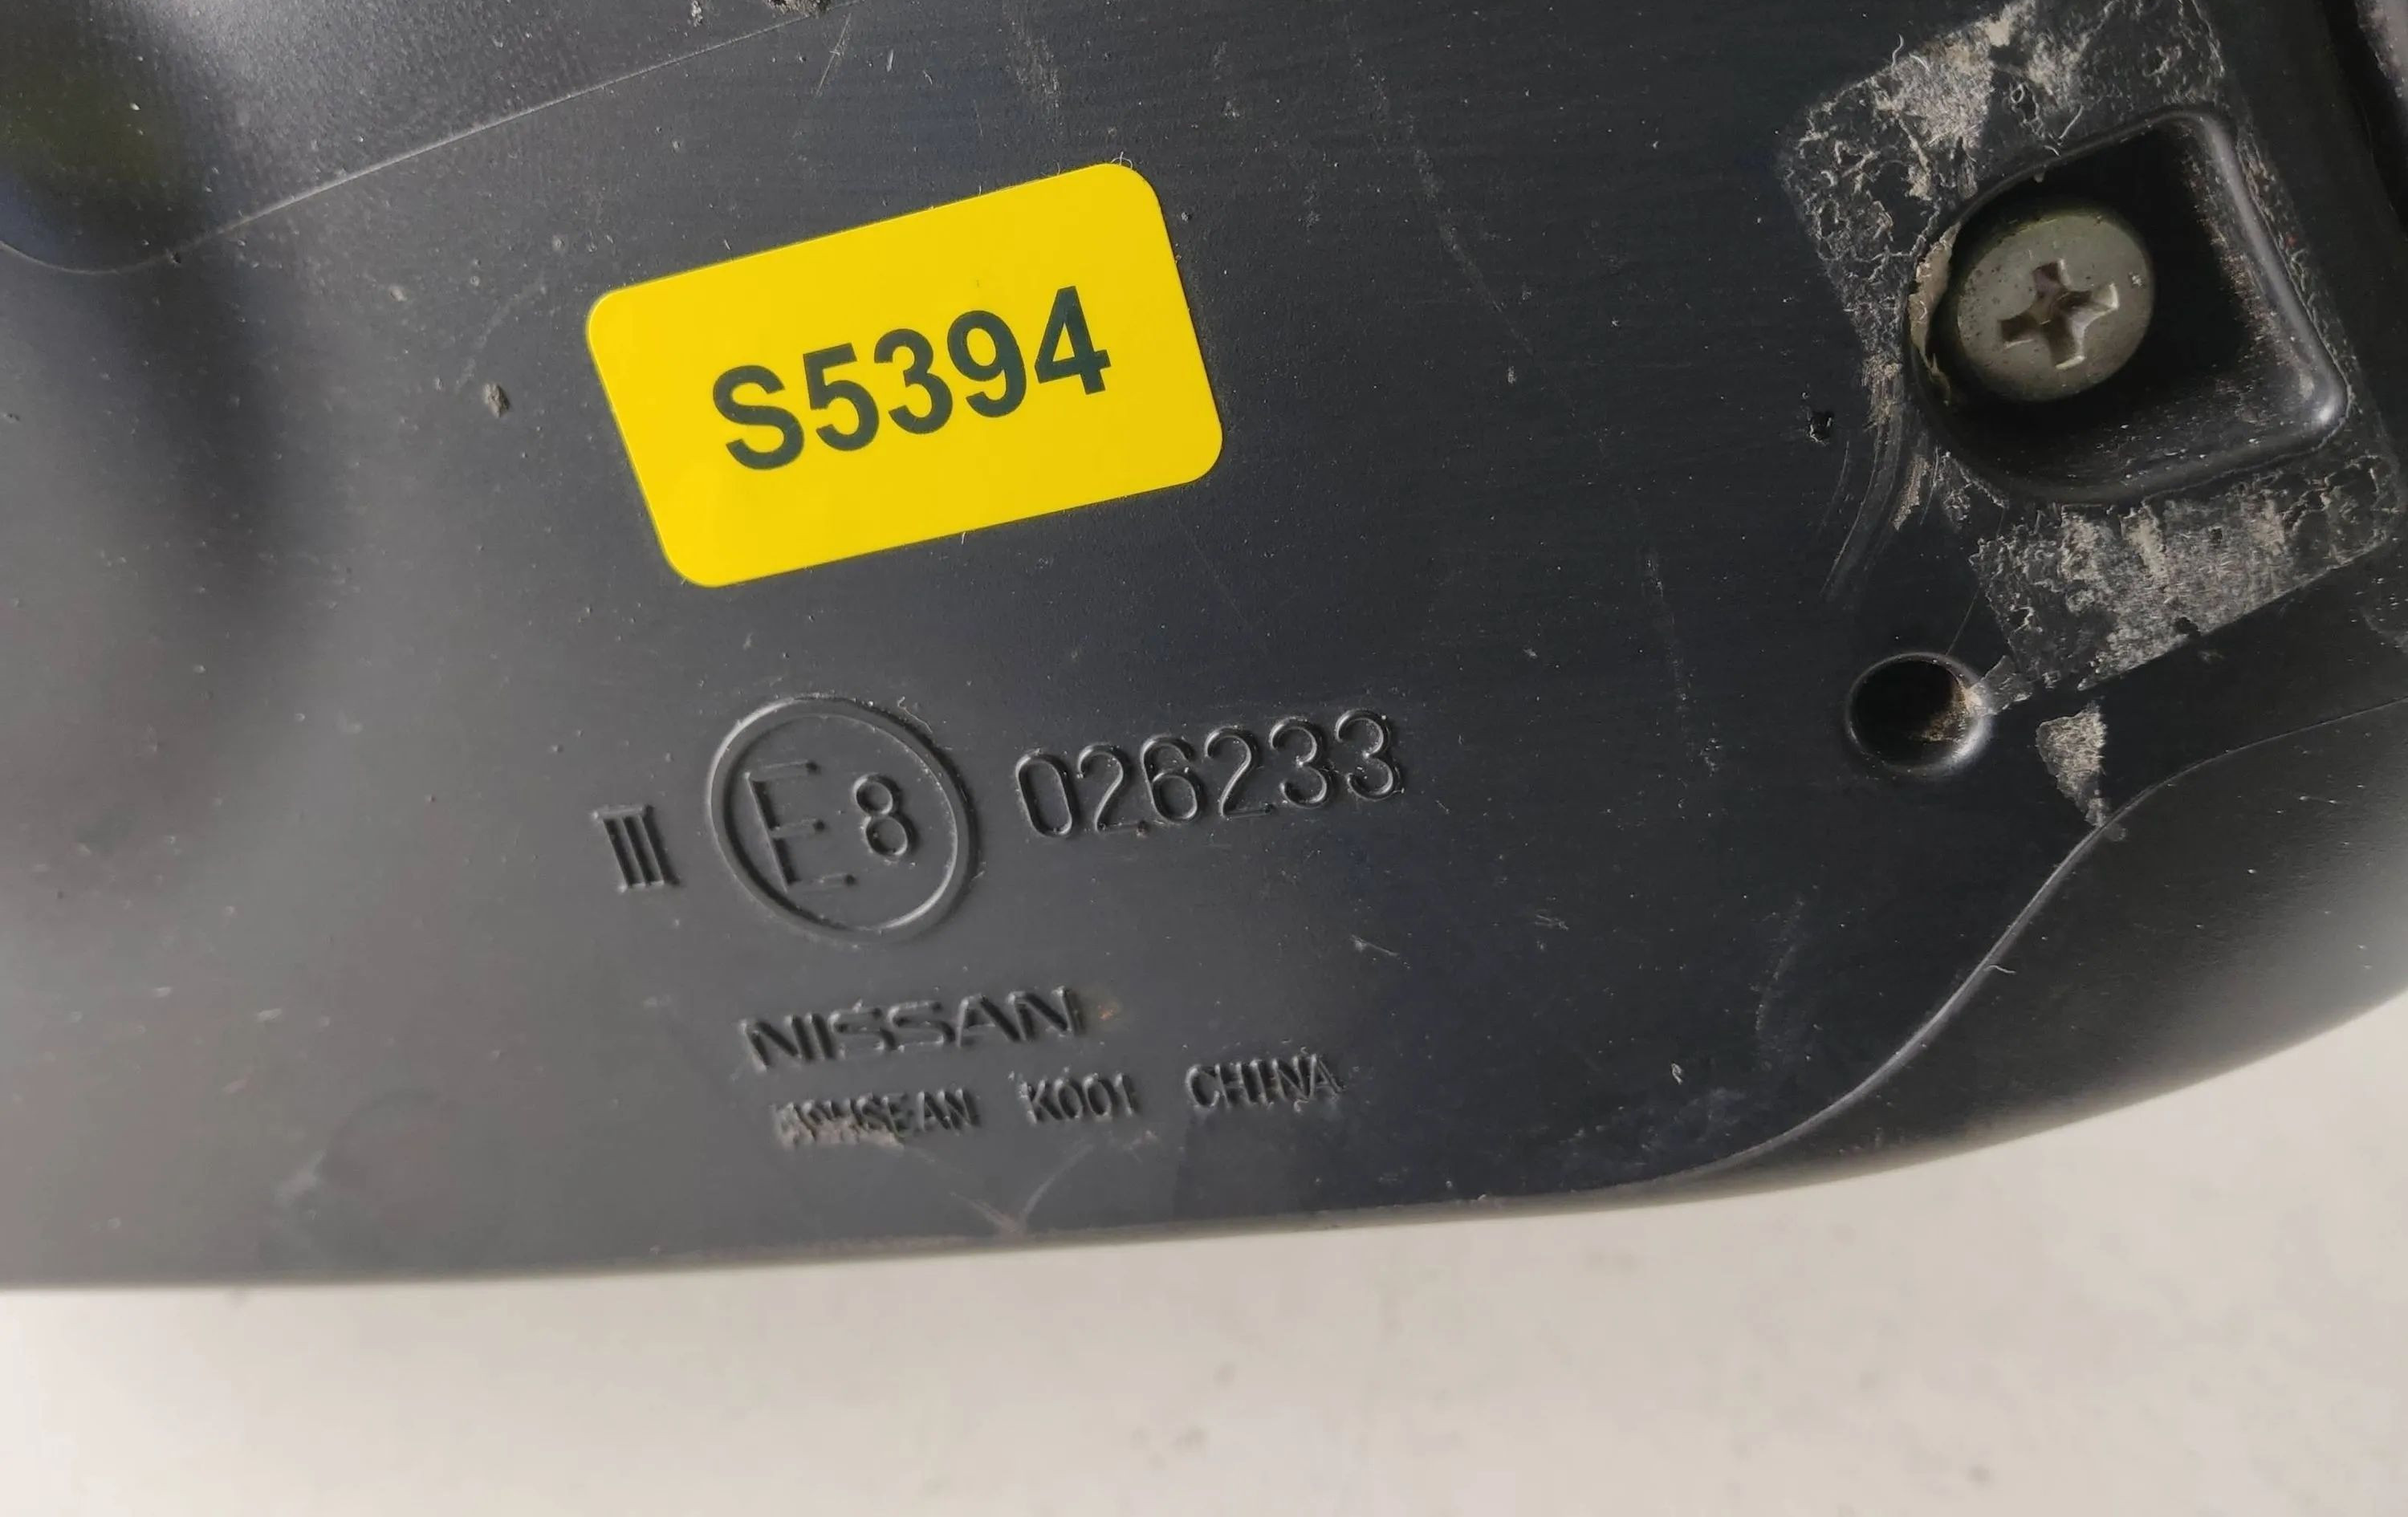 S5394
III E8 026233
NISSAN
K001 CHINA